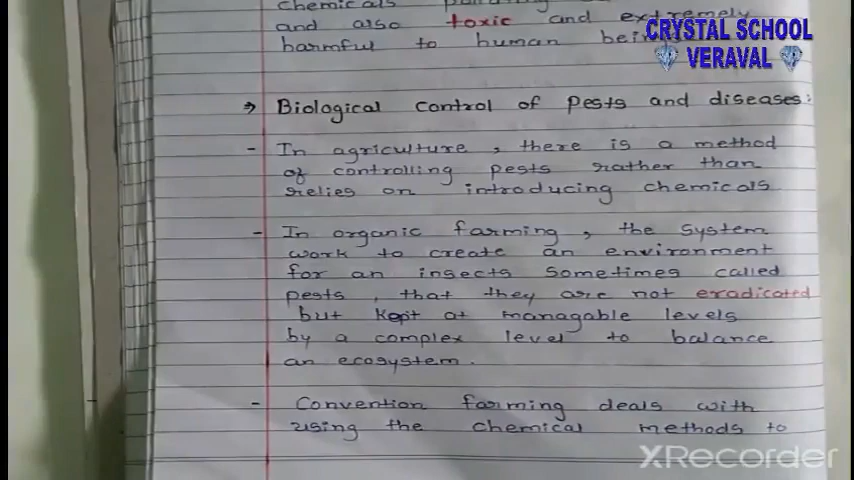 chemicals
and also toxic and extremely
harmful to human
CRYSTAL SCHOOL
VERAVAL
→ Biological control of pests and diseases:
- In agriculture, there is a method
of controlling pests rather than
relies on introducing chemicals
- In organic farming, the system
work to create an environment
for an insects sometimes called
pests, that they are not eradicated
but kept at managable levels
by a complex level to balance
an ecosystem.
- Convention farming deals with
using the chemical methods to
XRecorder